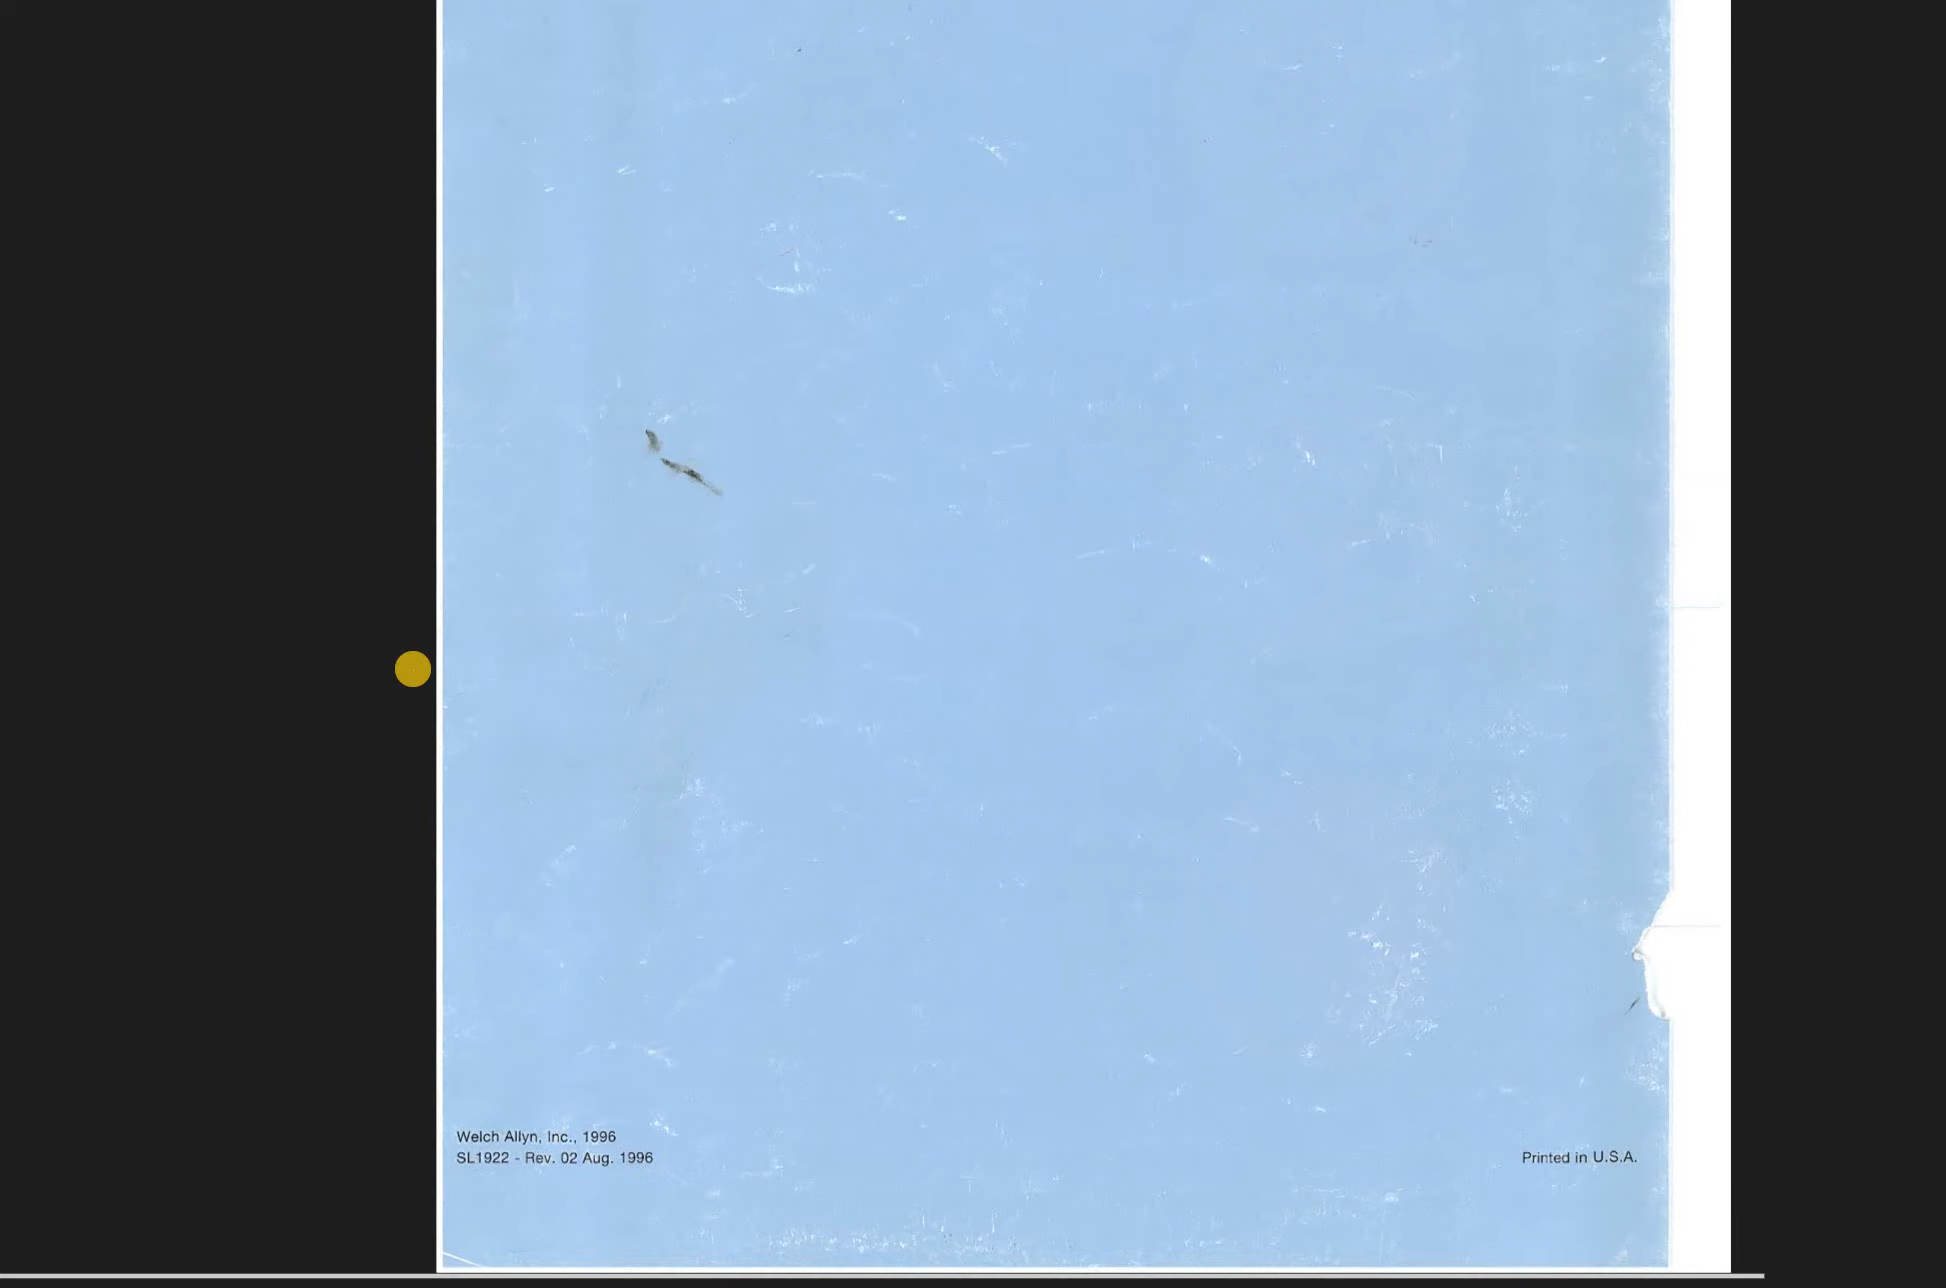 Welch Allyn, Inc., 1996
SL1922 - Rev. 02 Aug. 1996
Printed in U.S.A.